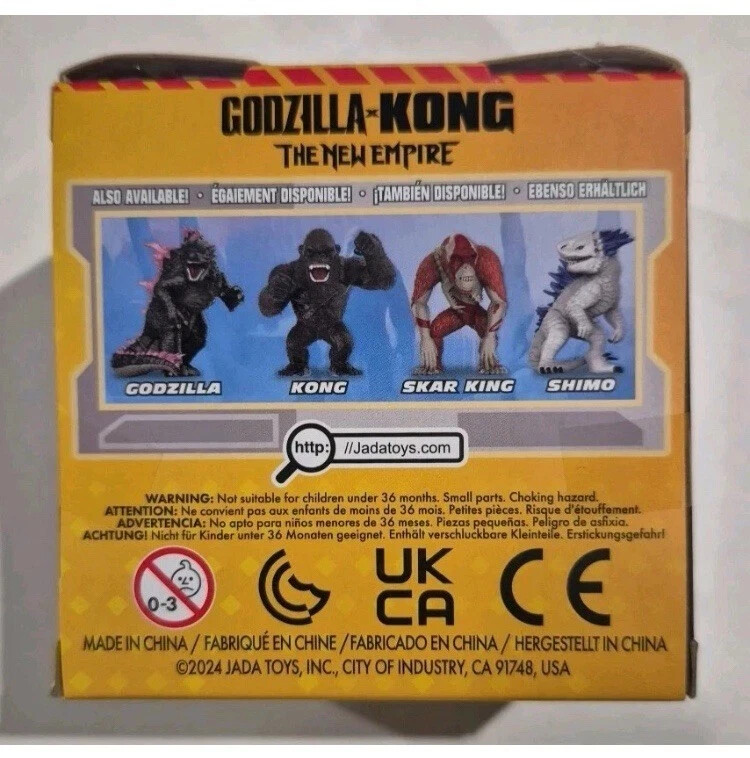 GODZILLA x KONG
THE NEW EMPIRE
ALSO AVAILABLE! • ÉGAIEMENT DISPONIBLE! • ¡TAMBIÉN DISPONIBLE! • EBENSO ERHÄLTLICH
GODZILLA KONG SKAR KING SHIMO
http: //Jadatoys.com
WARNING: Not suitable for children under 36 months. Small parts. Choking hazard.
ATTENTION: Ne convient pas aux enfants de moins de 36 mois. Petites pièces. Risque d'étouffement.
ADVERTENCIA: No apto para niños menores de 36 meses. Piezas pequeñas. Peligro de asfixia.
ACHTUNG! Nicht für Kinder unter 36 Monaten geeignet. Enthält verschluckbare Kleinteile. Erstickungsgefahr!
0-3 UK CA CE
MADE IN CHINA / FABRIQUÉ EN CHINE / FABRICADO EN CHINA / HERGESTELLT IN CHINA
©2024 JADA TOYS, INC., CITY OF INDUSTRY, CA 91748, USA